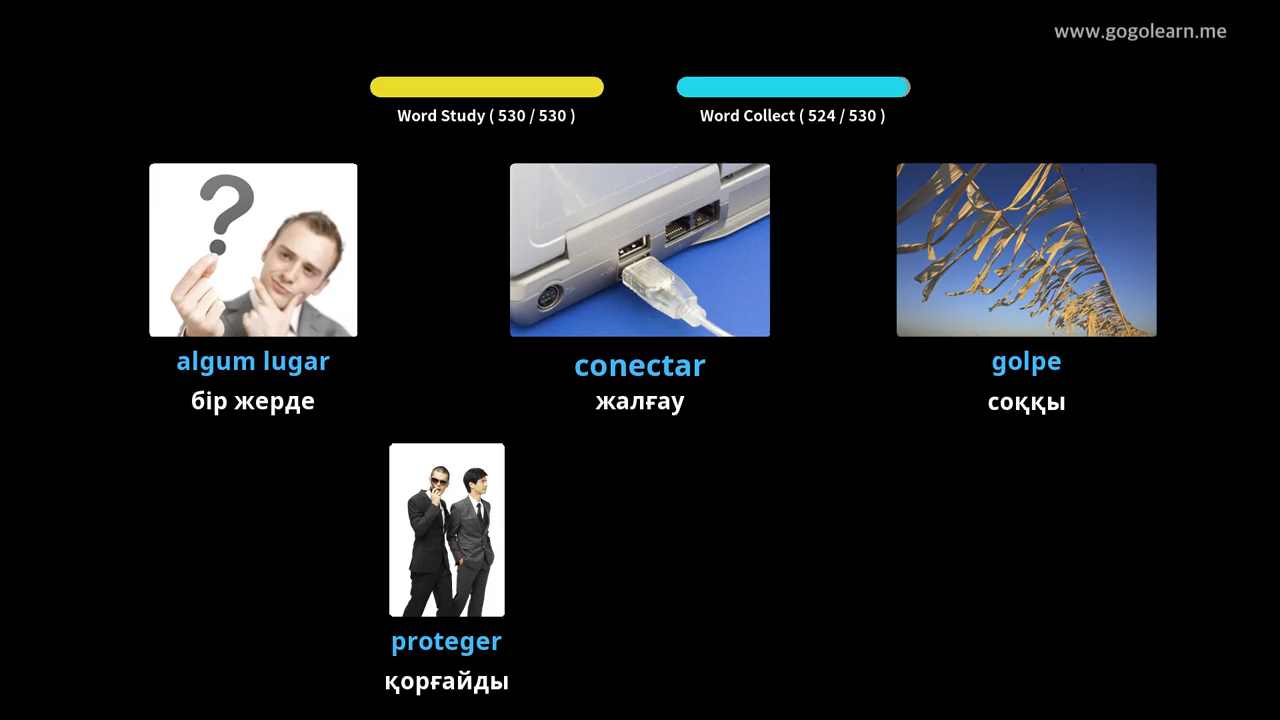 www.gogolearn.me
Word Study ( 530 / 530 )
Word Collect ( 524 / 530 )
algum lugar
бір жерде
conectar
жалғау
golpe
соққы
proteger
қорғайды